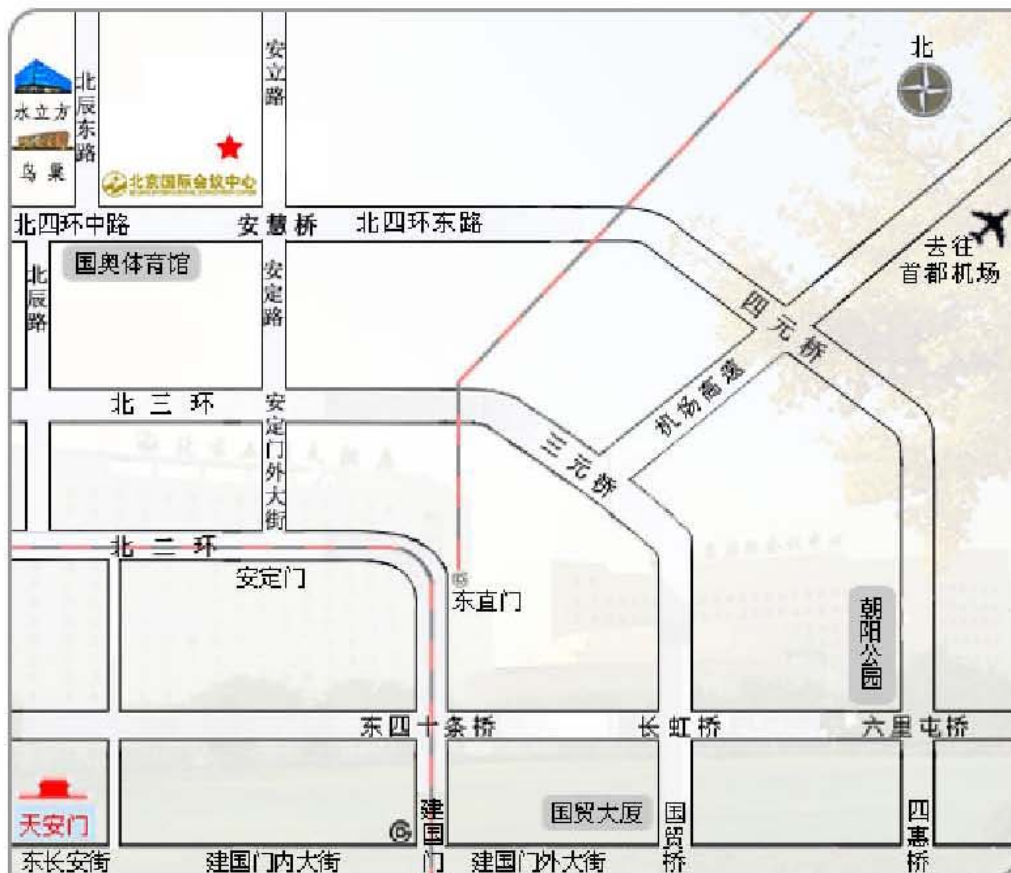 北
安立路
北辰东路
水立方
鸟巢
北京国际会议中心
北四环中路
安慧桥
北四环东路
去往
首都机场
国奥体育馆
北辰路
安定路
四元桥
机场高速
北三环
安定门外大街
三元桥
北二环
安定门
东直门
朝阳公园
东四十条桥
长虹桥
六里屯桥
天安门
建国门
国贸大厦
国贸桥
四惠桥
东长安街
建国门内大街
建国门外大街